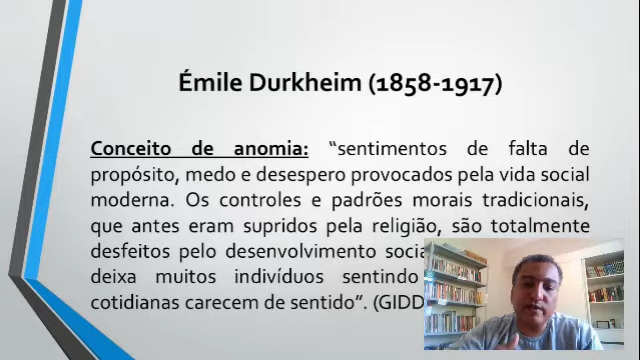 Émile Durkheim (1858-1917)
Conceito de anomia: “sentimentos de falta de
propósito, medo e desespero provocados pela vida social
moderna. Os controles e padrões morais tradicionais,
que antes eram supridos pela religião, são totalmente
desfeitos pelo desenvolvimento socia
deixa muitos indivíduos sentindo
cotidianas carecem de sentido”. (GIDD